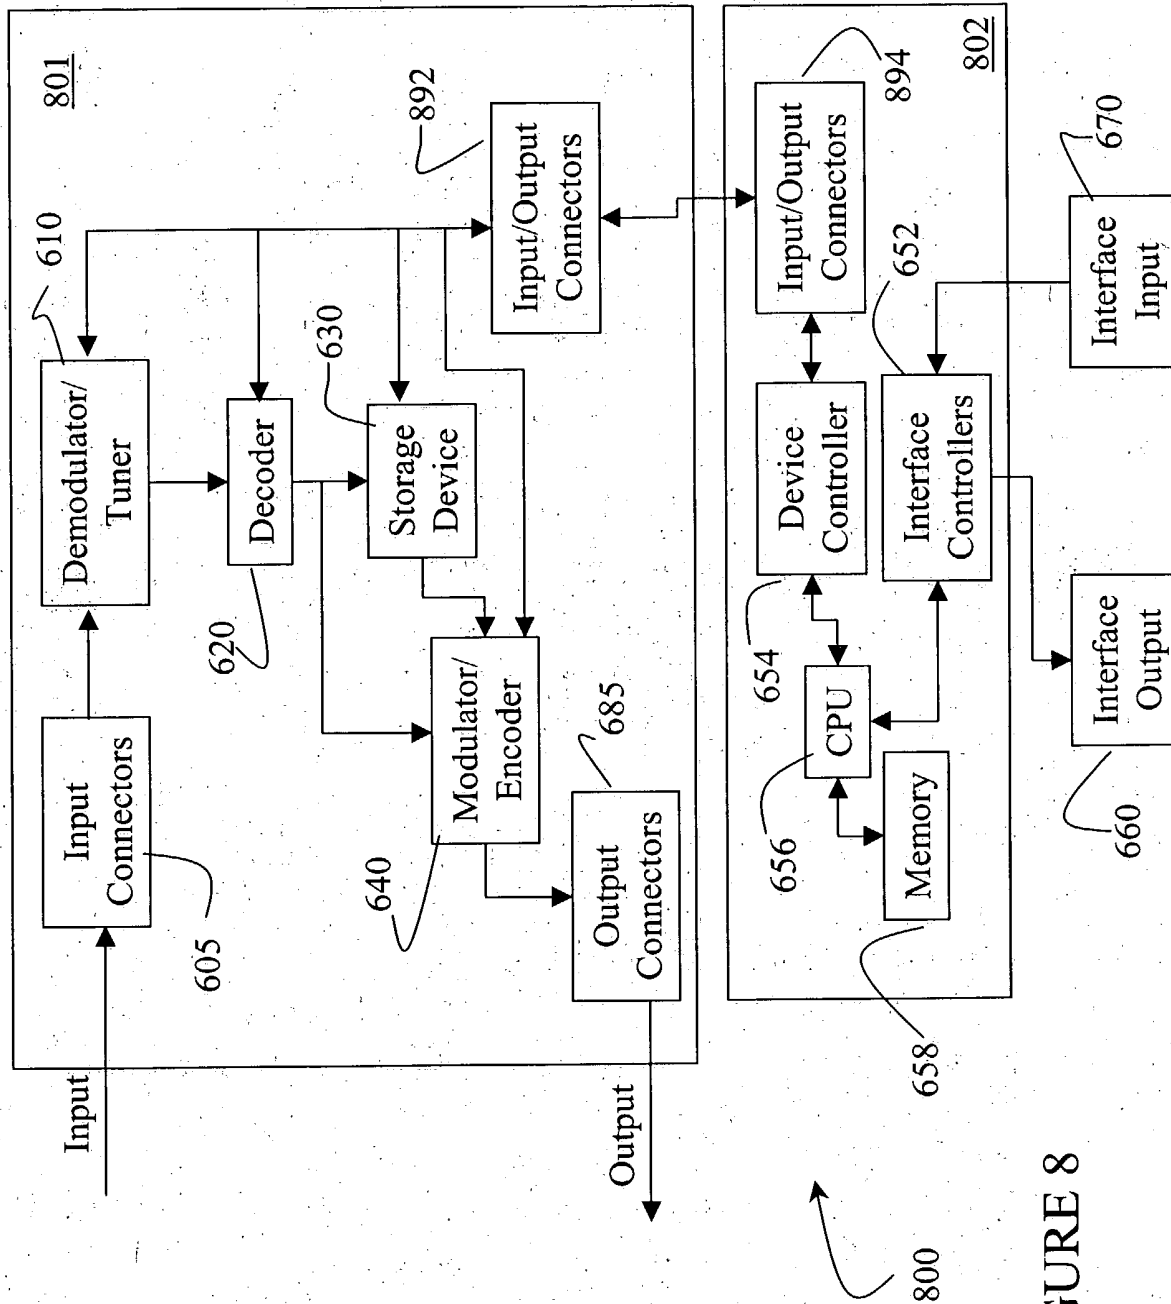 801
610
Demodulator/
Tuner
Input
Connectors
605
Input
Decoder
620
630
Storage
Device
892
Input/Output
Connectors
Modulator/
Encoder
640
685
Output
Connectors
Output
802
894
Input/Output
Connectors
Device
Controller
654
652
Interface
Controllers
CPU
656
Memory
658
670
Interface
Input
Interface
Output
660
800
GURE 8